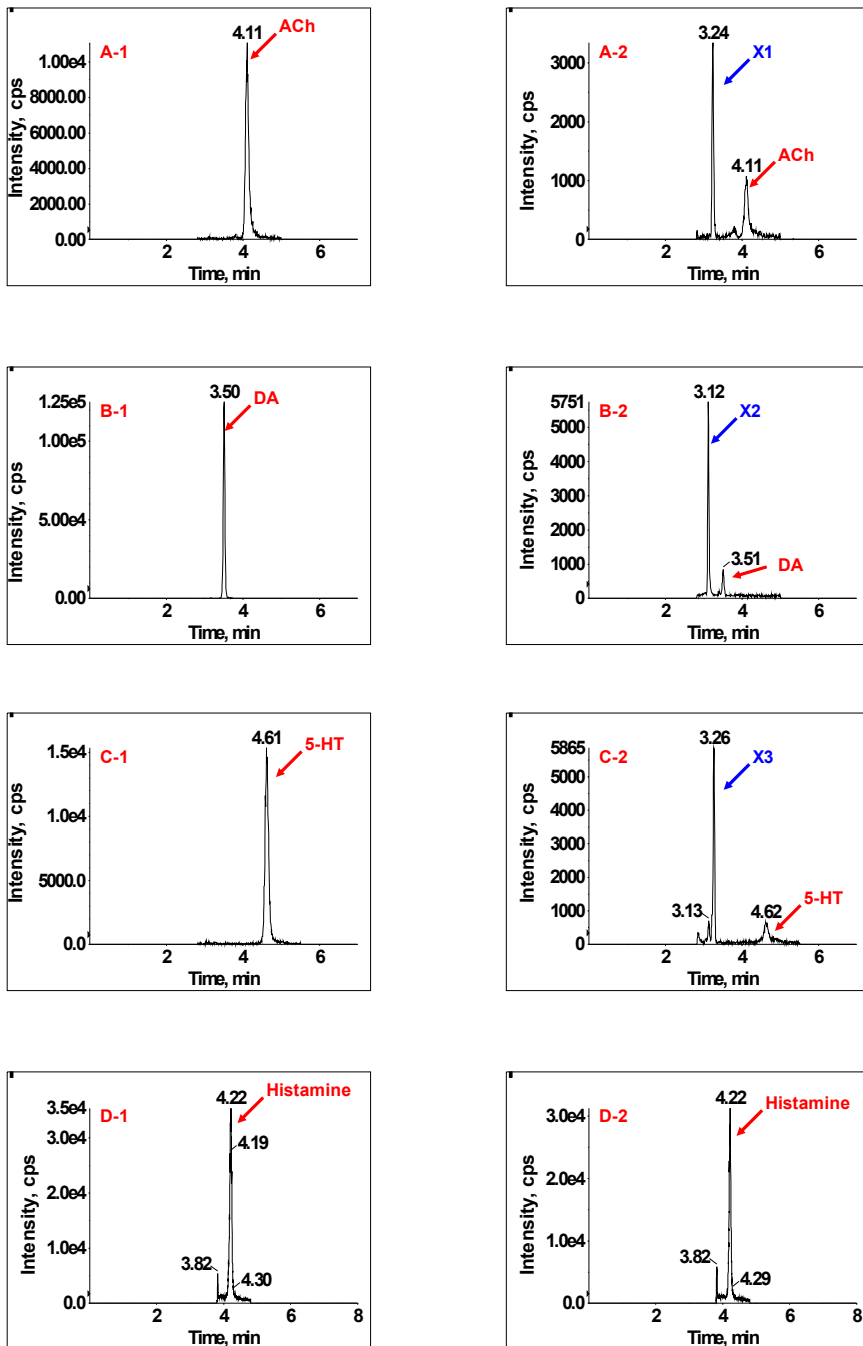 A-1
4.11
ACh
Intensity, cps
1.00e4
8000.00
6000.00
4000.00
2000.00
0.00
2
4
6
Time, min
A-2
3.24
X1
4.11
ACh
Intensity, cps
3000
2000
1000
0
2
4
6
Time, min
B-1
3.50
DA
Intensity, cps
1.25e5
1.00e5
5.00e4
0.00
2
4
6
Time, min
B-2
3.12
X2
3.51
DA
Intensity, cps
5751
5000
4000
3000
2000
1000
0
2
4
6
Time, min
C-1
4.61
5-HT
Intensity, cps
1.5e4
1.0e4
5000.0
0.0
2
4
6
Time, min
C-2
3.26
X3
3.13
4.62
5-HT
Intensity, cps
5865
5000
4000
3000
2000
1000
0
2
4
6
Time, min
D-1
4.22
Histamine
4.19
3.82
4.30
Intensity, cps
3.5e4
3.0e4
2.0e4
1.0e4
0.0
2
4
6
8
Time, min
D-2
4.22
Histamine
3.82
4.29
Intensity, cps
3.0e4
2.0e4
1.0e4
0.0
2
4
6
8
Time, min